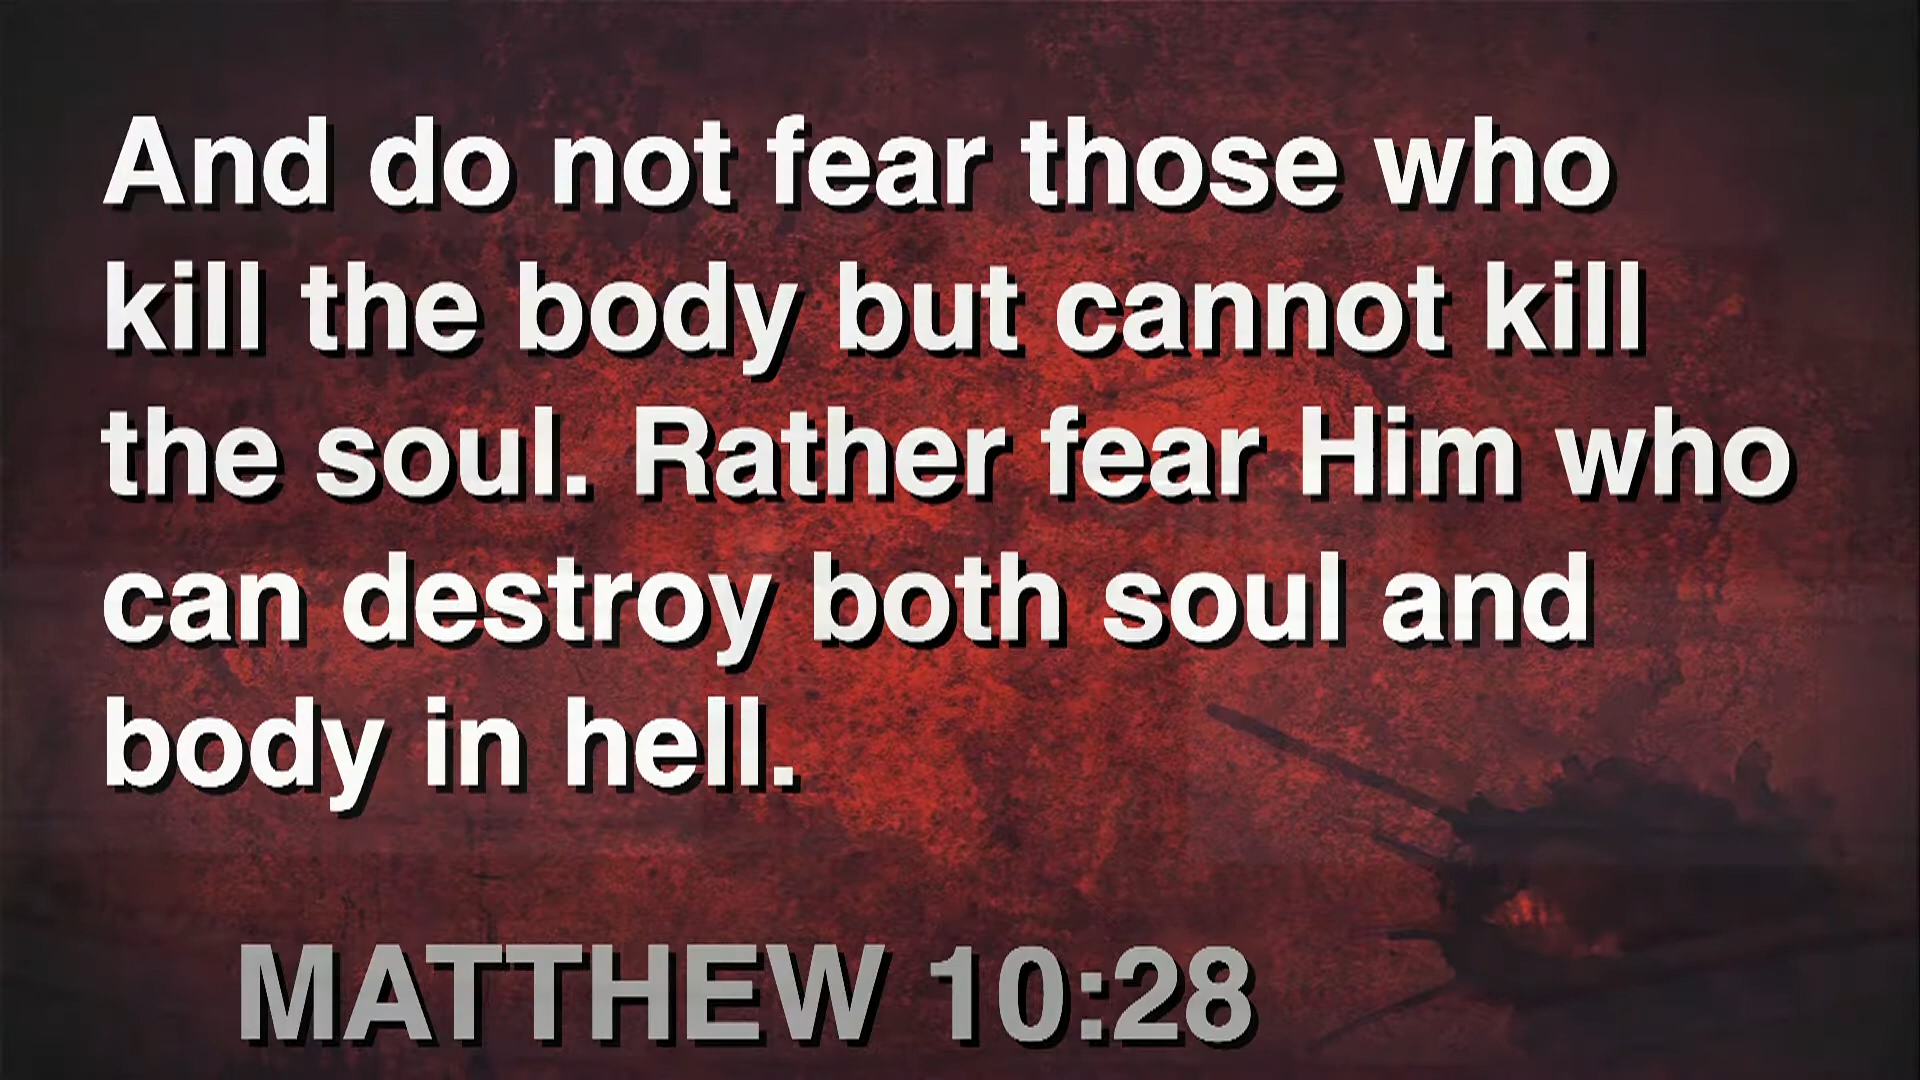 And do not fear those who
kill the body but cannot kill
the soul. Rather fear Him who
can destroy both soul and
body in hell.
MATTHEW 10:28